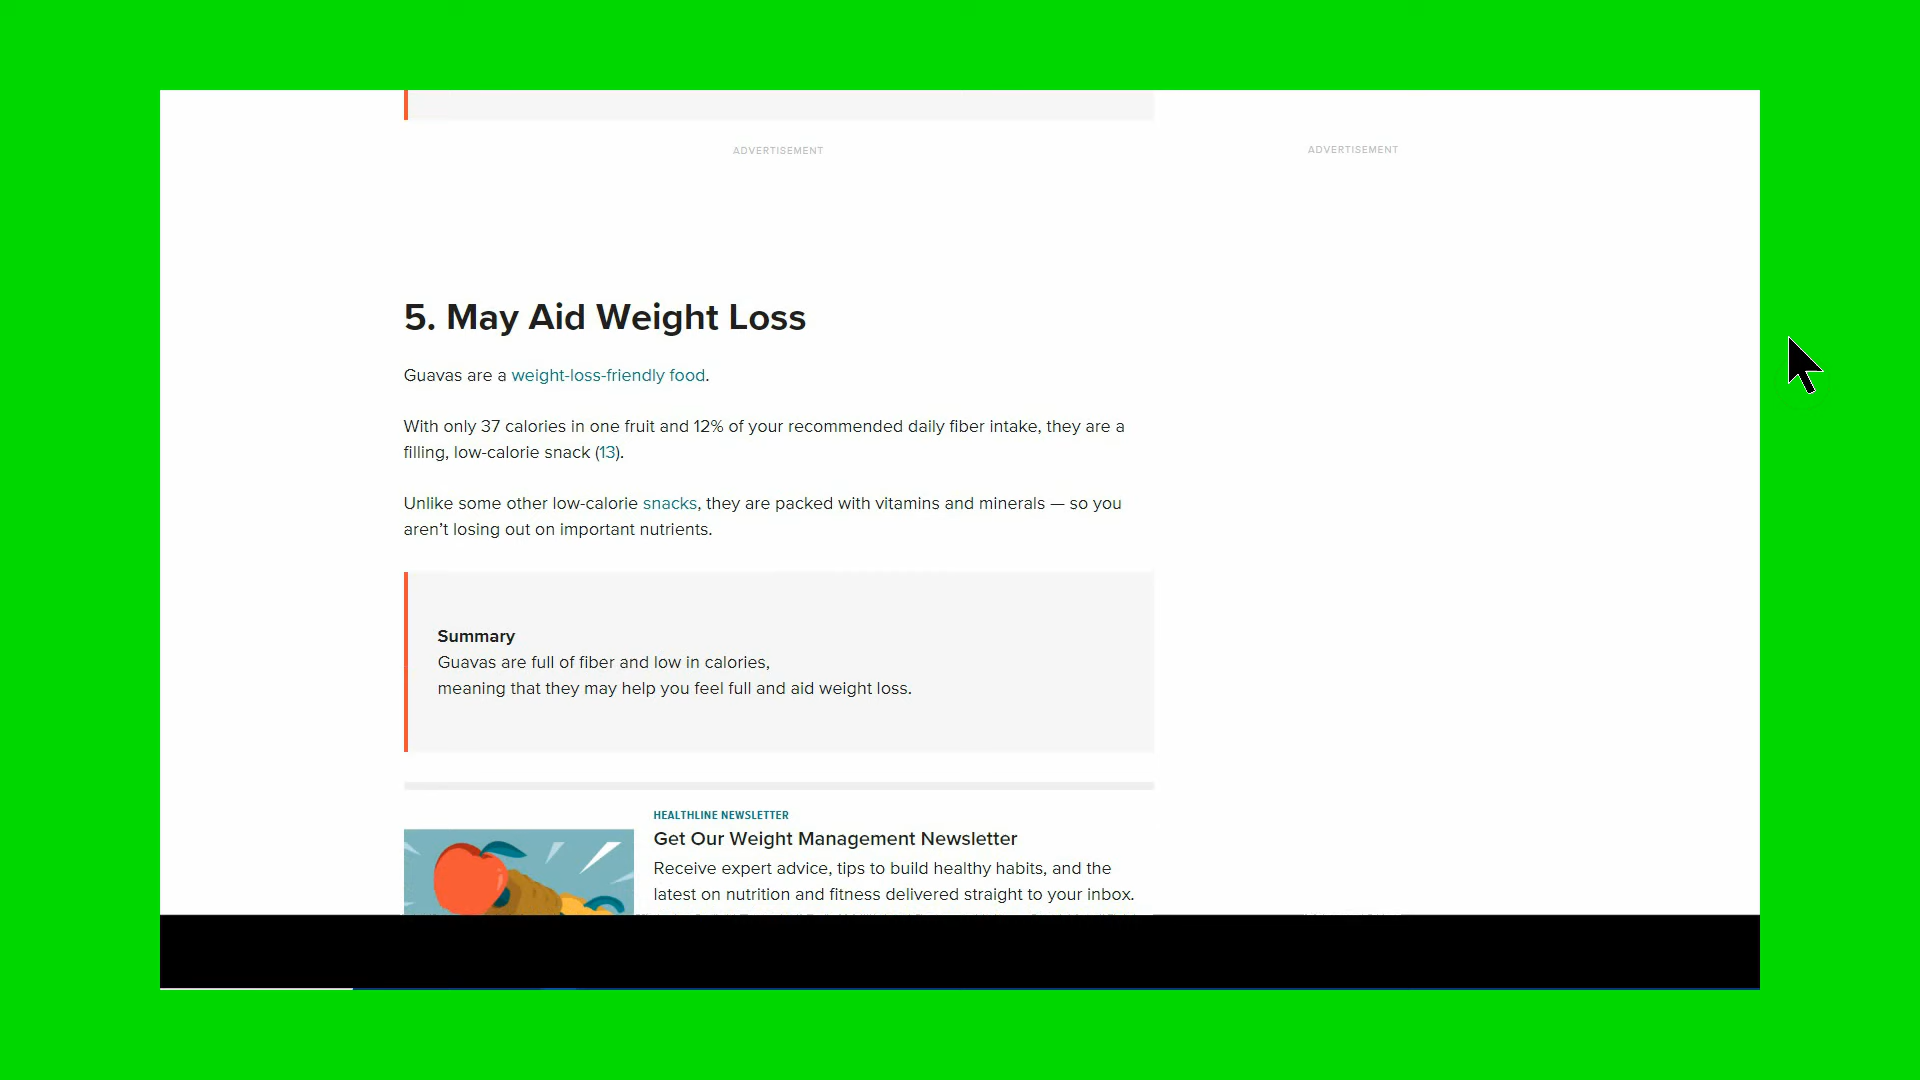 ADVERTISEMENT
ADVERTISEMENT
5. May Aid Weight Loss
Guavas are a weight-loss-friendly food.
With only 37 calories in one fruit and 12% of your recommended daily fiber intake, they are a
filling, low-calorie snack (13).
Unlike some other low-calorie snacks, they are packed with vitamins and minerals — so you
aren’t losing out on important nutrients.
Summary
Guavas are full of fiber and low in calories,
meaning that they may help you feel full and aid weight loss.
HEALTHLINE NEWSLETTER
Get Our Weight Management Newsletter
Receive expert advice, tips to build healthy habits, and the
latest on nutrition and fitness delivered straight to your inbox.